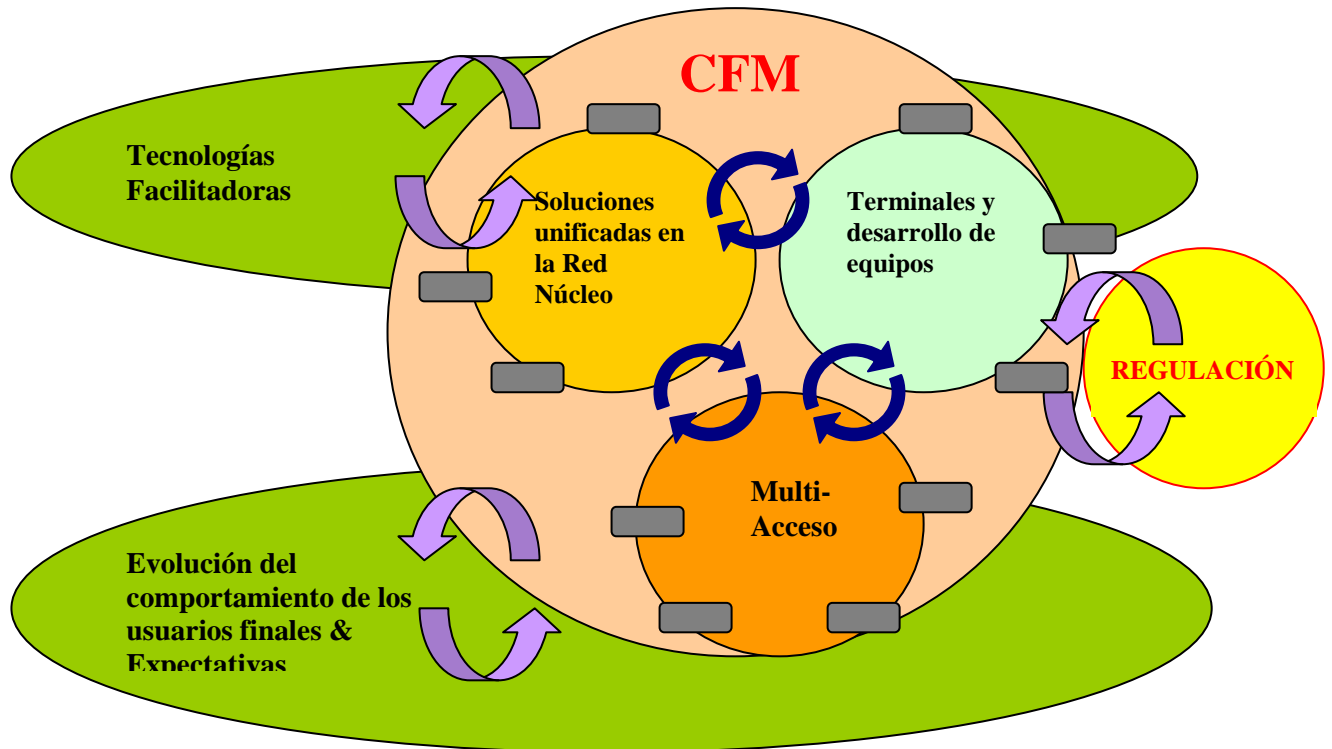 CFM
Tecnologías
Facilitadoras
Soluciones
unificadas en
la Red
Núcleo
Terminales y
desarrollo de
equipos
REGULACIÓN
Multi-
Acceso
Evolución del
comportamiento de los
usuarios finales &
Expectativas